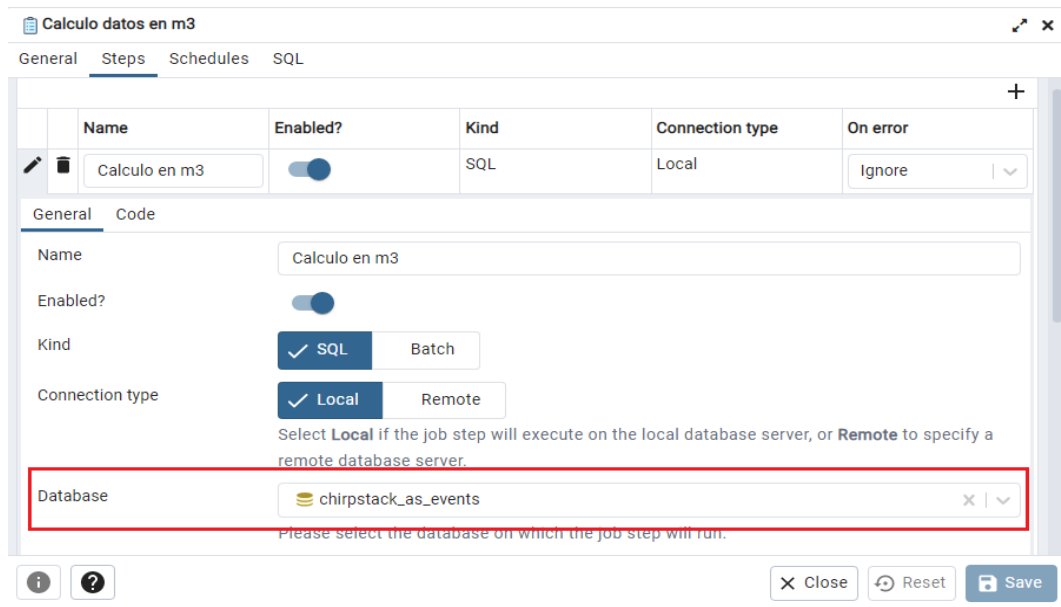 Calculo datos en m3
General Steps Schedules SQL
Name Enabled? Kind Connection type On error
Calculo en m3 SQL Local Ignore
General Code
Name Calculo en m3
Enabled?
Kind SQL Batch
Connection type Local Remote
Select Local if the job step will execute on the local database server, or Remote to specify a
remote database server.
Database chirpstack_as_events
Please select the database on which the job step will run.
Close Reset Save